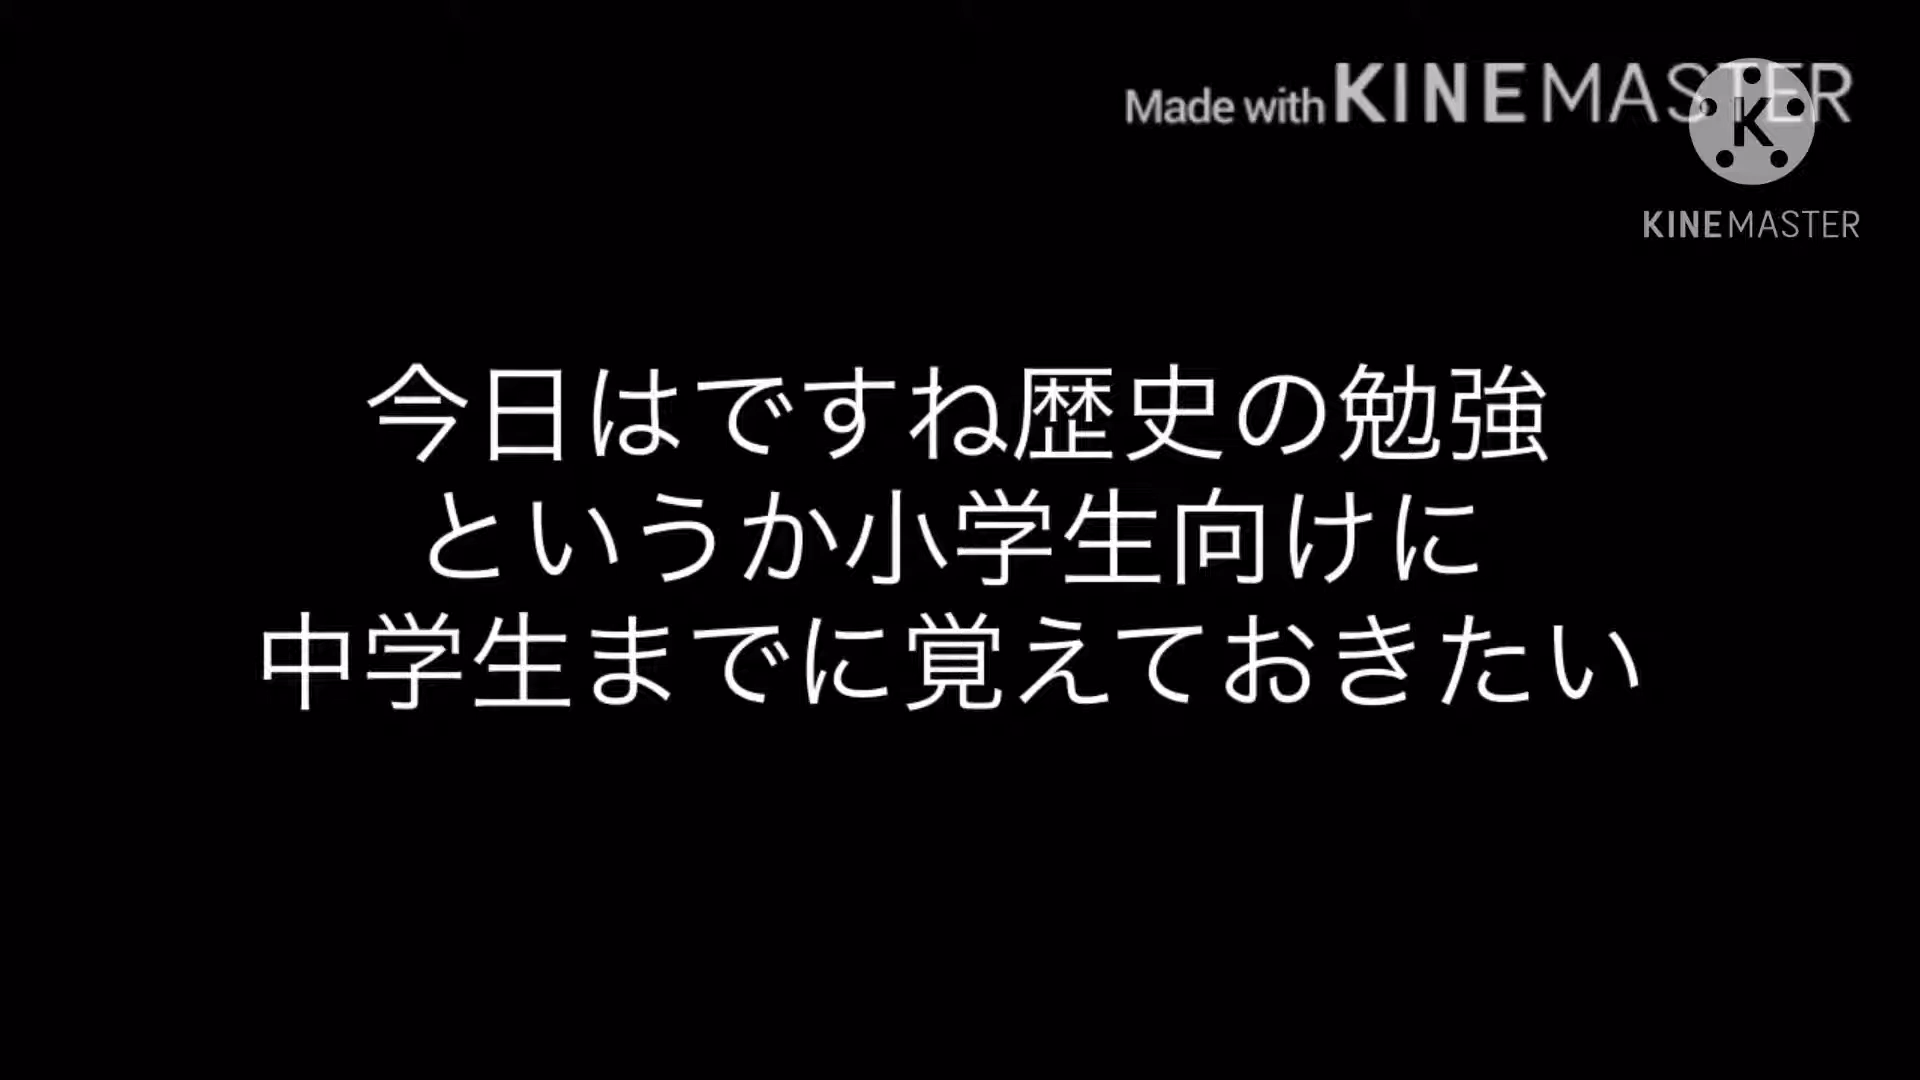 Made with KINEMASTER
KINEMASTER
今日はですね歴史の勉強
というか小学生向けに
中学生までに覚えておきたい